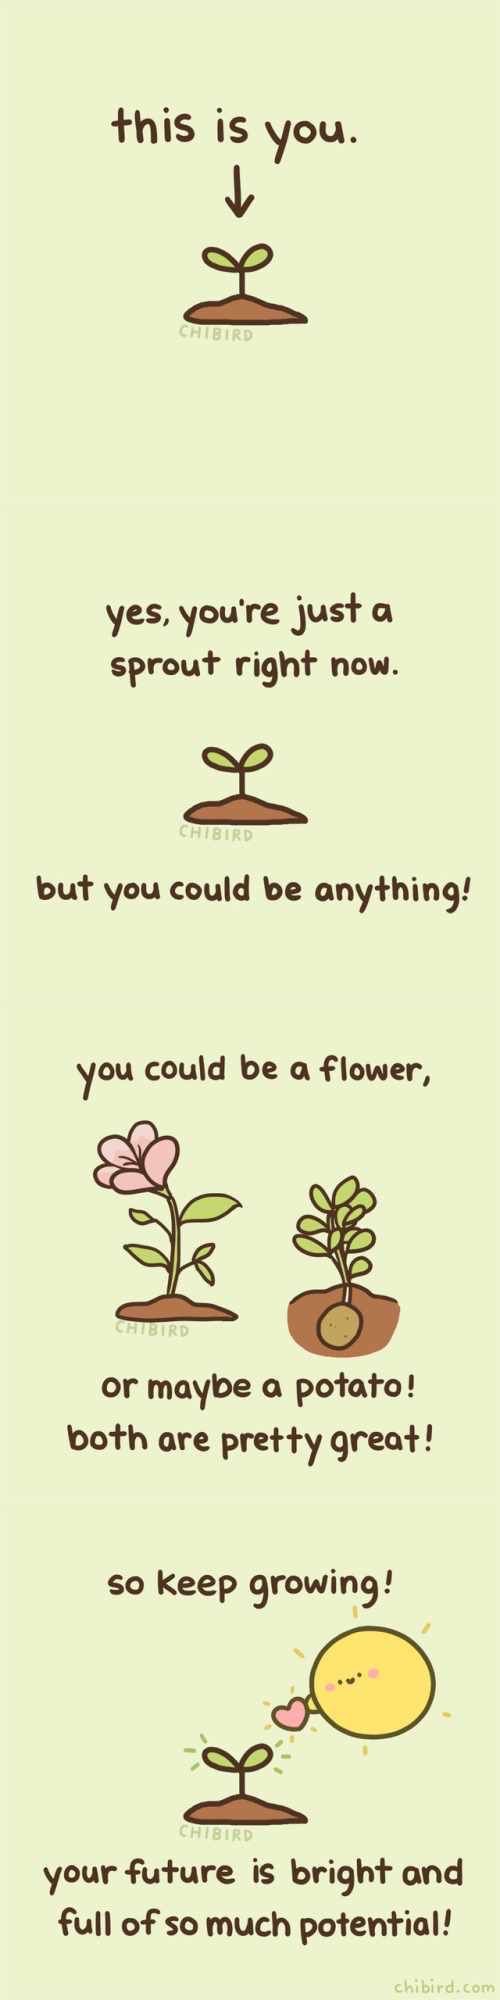 this is you.
CHIBIRD
yes, you're just a
sprout right now.
CHIBIRD
but you could be anything!
you could be a flower,
CHIBIRD
or maybe a potato!
both are pretty great!
so keep growing!
CHIBIRD
your future is bright and
full of so much potential!
chibird.com